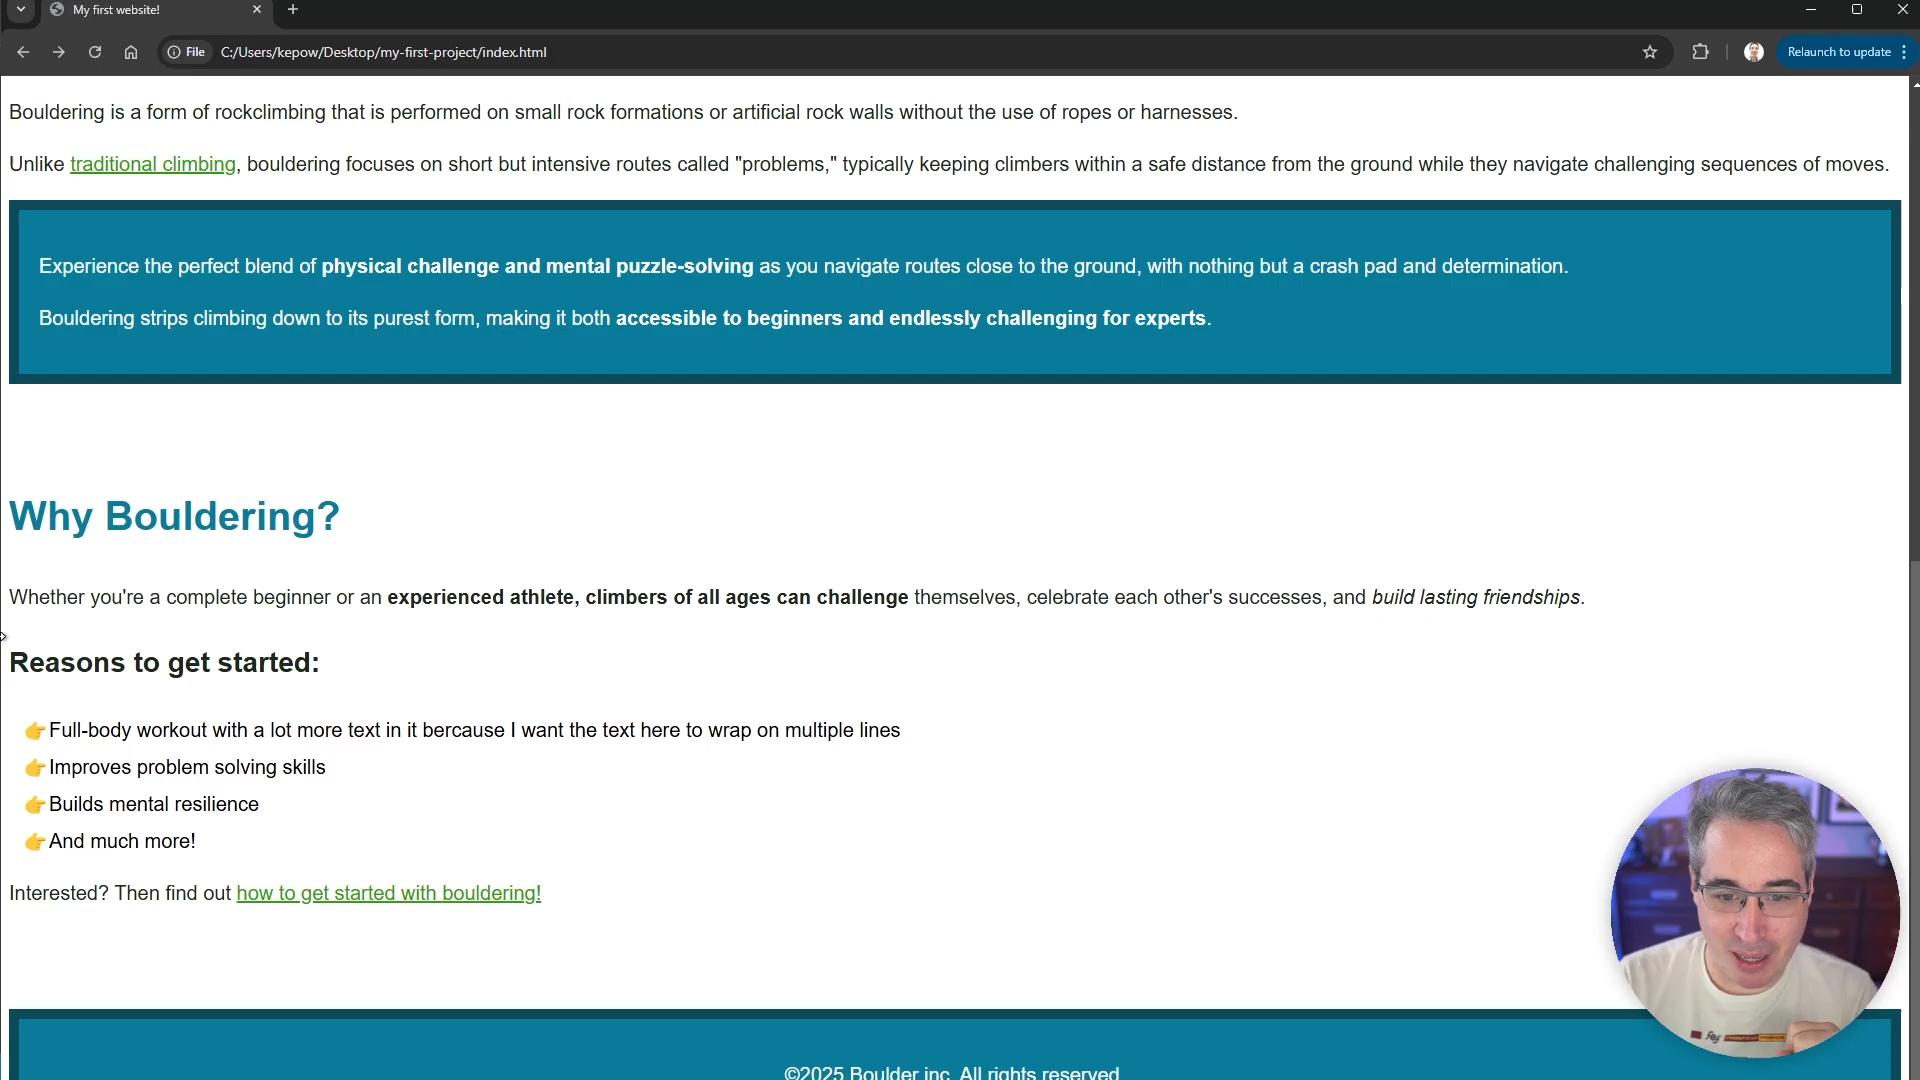 My first website!
File
C:/Users/kepow/Desktop/my-first-project/index.html
Relaunch to update
Bouldering is a form of rockclimbing that is performed on small rock formations or artificial rock walls without the use of ropes or harnesses.
Unlike traditional climbing, bouldering focuses on short but intensive routes called "problems," typically keeping climbers within a safe distance from the ground while they navigate challenging sequences of moves.
Experience the perfect blend of physical challenge and mental puzzle-solving as you navigate routes close to the ground, with nothing but a crash pad and determination.
Bouldering strips climbing down to its purest form, making it both accessible to beginners and endlessly challenging for experts.
Why Bouldering?
Whether you're a complete beginner or an experienced athlete, climbers of all ages can challenge themselves, celebrate each other's successes, and build lasting friendships.
Reasons to get started:
👉Full-body workout with a lot more text in it bercause I want the text here to wrap on multiple lines
👉Improves problem solving skills
👉Builds mental resilience
👉And much more!
Interested? Then find out how to get started with bouldering!
©2025 Boulder inc. All rights reserved